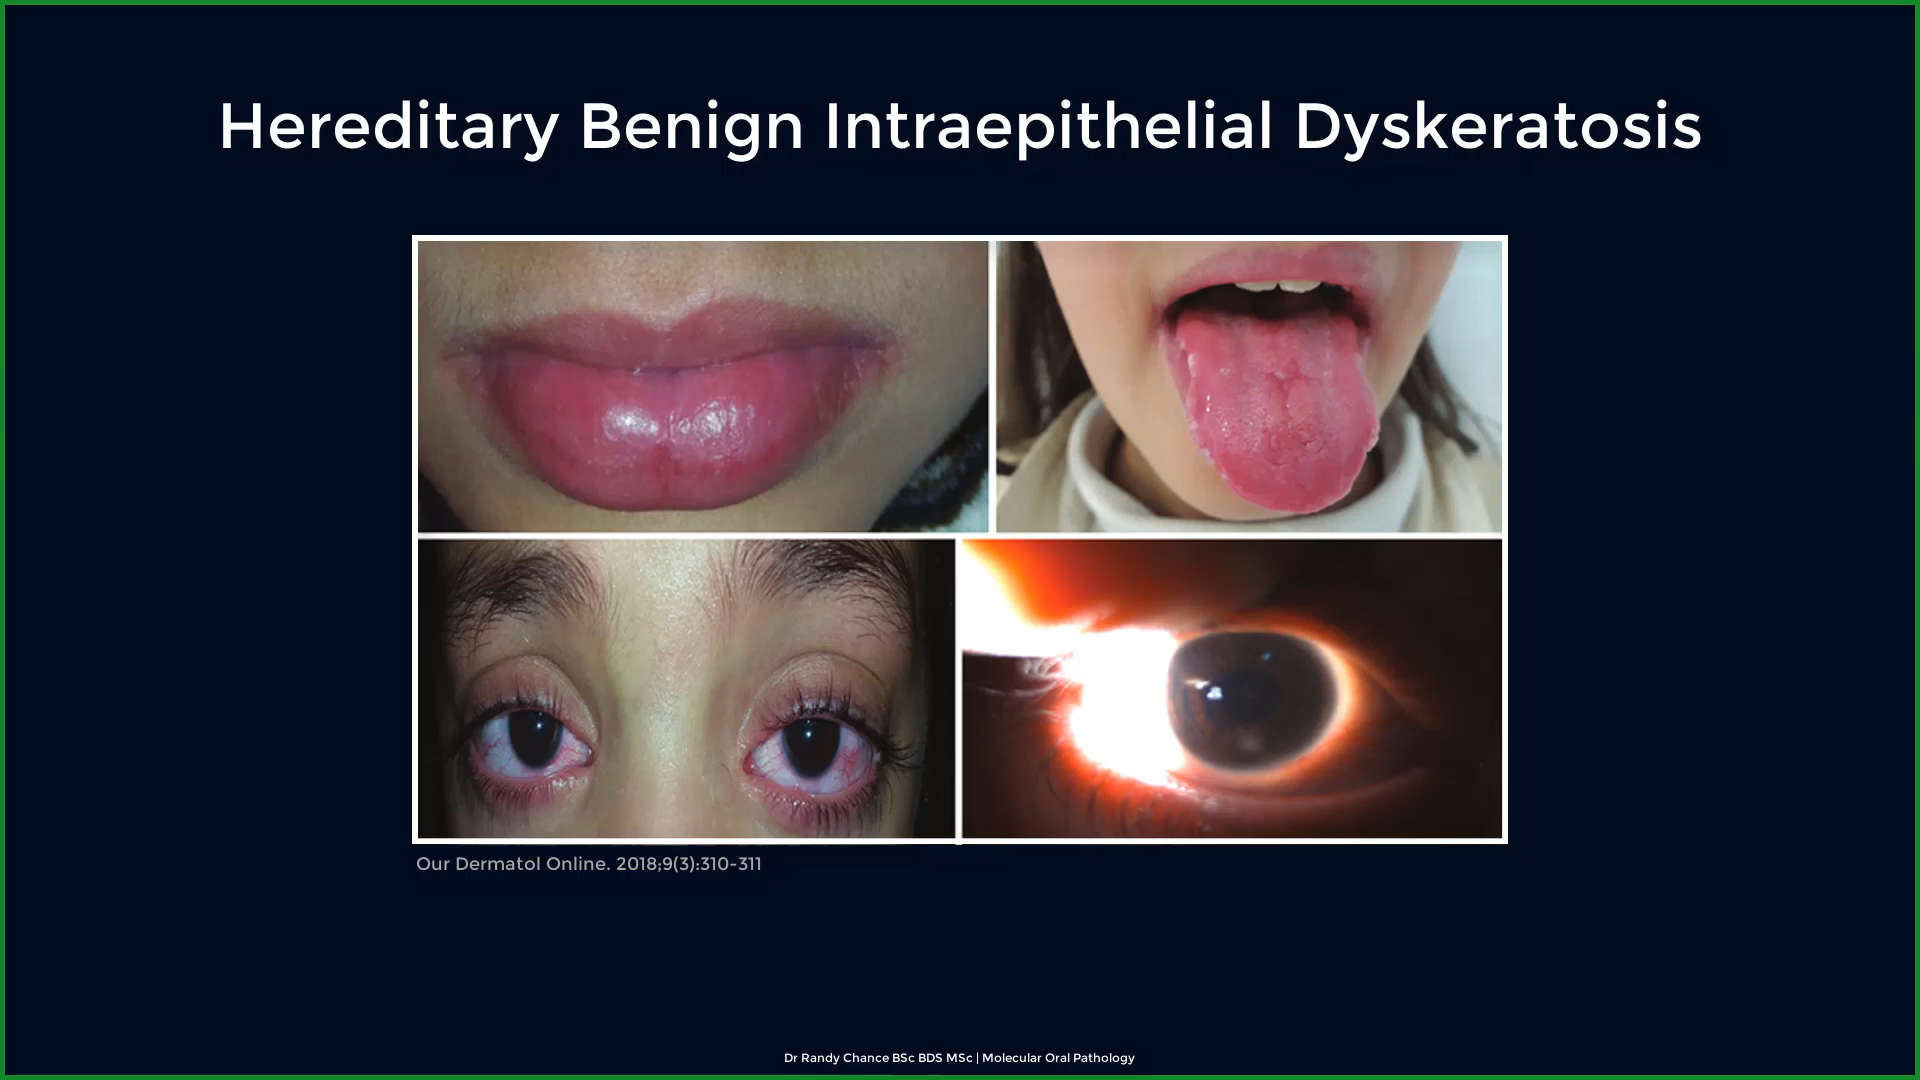 Hereditary Benign Intraepithelial Dyskeratosis
Our Dermatol Online. 2018;9(3):310-311
Dr Randy Chance BSc BDS MSc | Molecular Oral Pathology